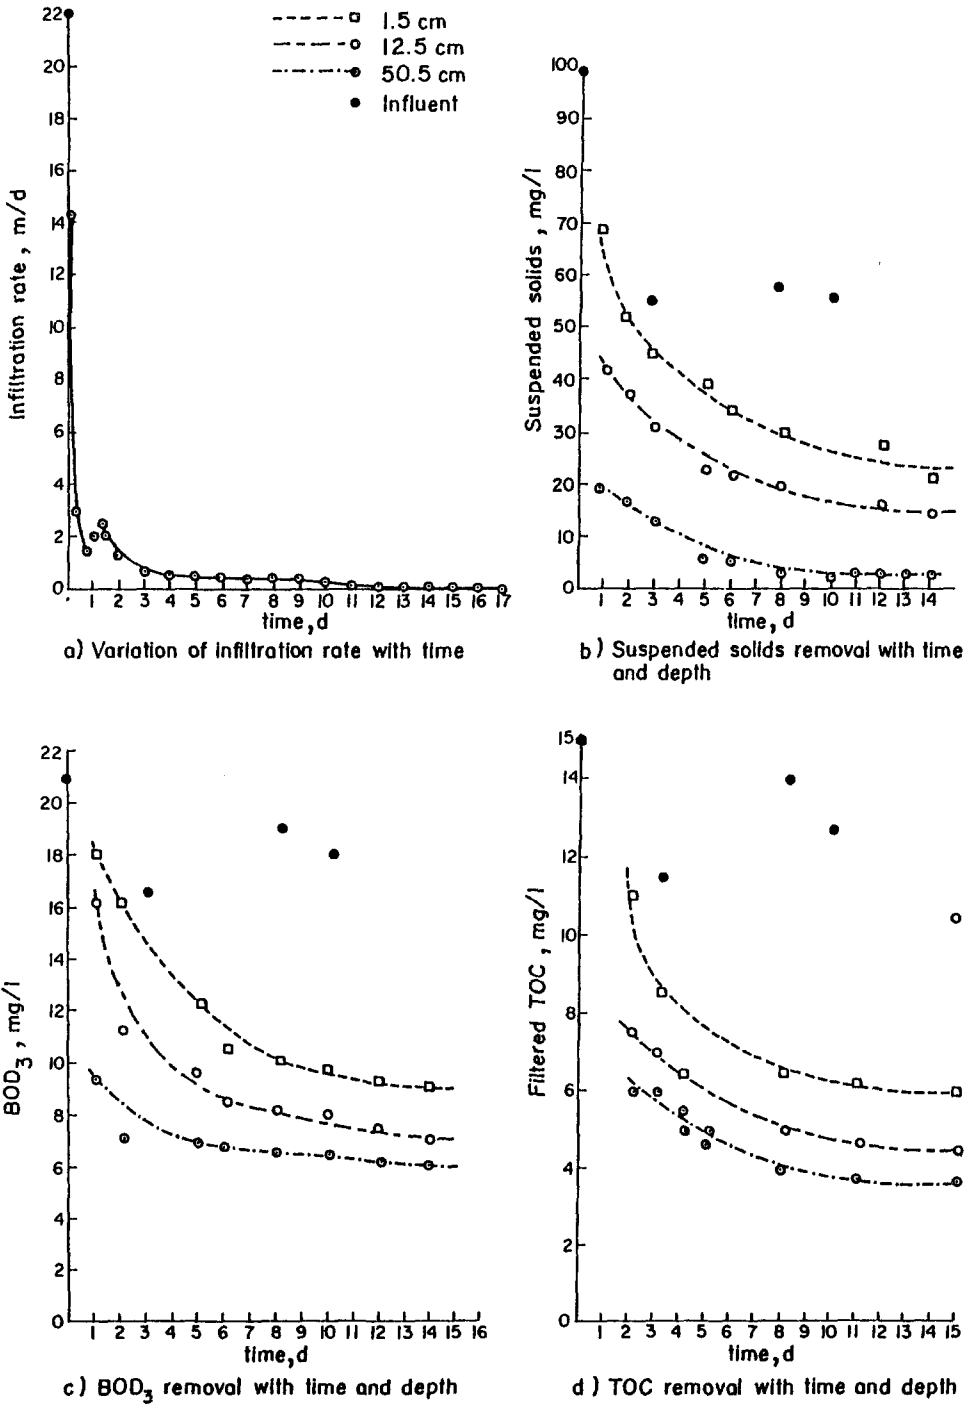 1.5 cm
12.5 cm
50.5 cm
Influent
22
20
18
16
14
12
10
8
6
4
2
0
Infiltration rate, m/d
1 2 3 4 5 6 7 8 9 10 11 12 13 14 15 16 17
time, d
a) Variation of infiltration rate with time
100
90
80
70
60
50
40
30
20
10
0
Suspended solids, mg/l
1 2 3 4 5 6 7 8 9 10 11 12 13 14
time, d
b) Suspended solids removal with time
and depth
22
20
18
16
14
12
10
8
6
4
2
0
BOD3, mg/l
1 2 3 4 5 6 7 8 9 10 11 12 13 14 15 16
time, d
c) BOD3 removal with time and depth
15
14
12
10
8
6
4
2
0
Filtered TOC, mg/l
1 2 3 4 5 6 7 8 9 10 11 12 13 14 15
time, d
d) TOC removal with time and depth